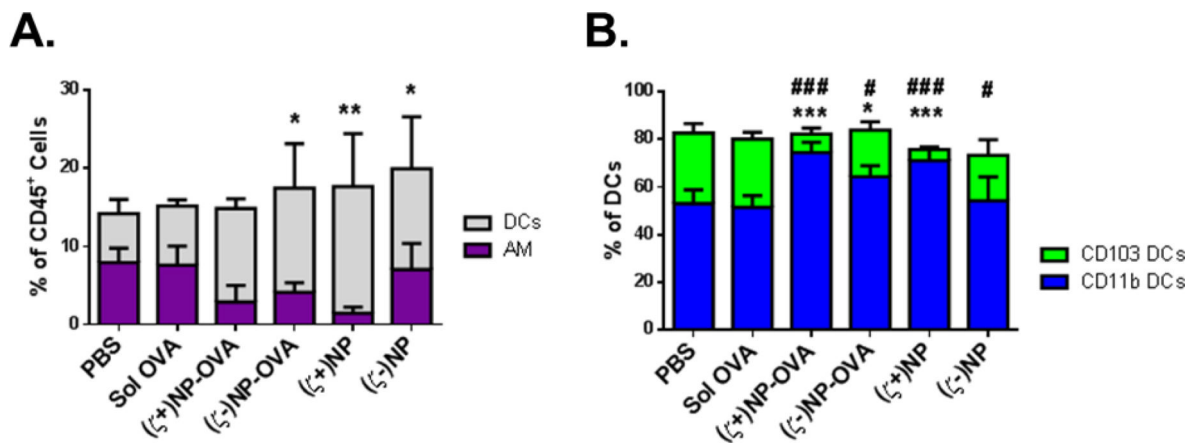 A.
% of CD45+ Cells
30
20
10
0
* ** *
DCs
AM
PBS
Sol OVA
(ζ+)NP-OVA
(ζ-)NP-OVA
(ζ+)NP
(ζ-)NP
B.
% of DCs
100
80
60
40
20
0
### # ### #
*** * ***
CD103 DCs
CD11b DCs
PBS
Sol OVA
(ζ+)NP-OVA
(ζ-)NP-OVA
(ζ+)NP
(ζ-)NP